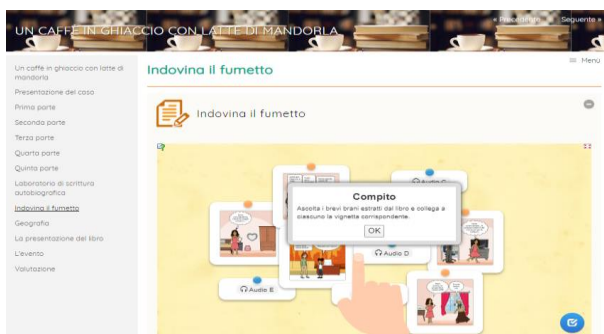 « Precedente Seguente »
UN CAFFÈ IN GHIACCIO CON LATTE DI MANDORLA
Menu
Un caffè in ghiaccio con latte di
mandorla
Presentazione del caso
Prima parte
Seconda parte
Terza parte
Quarta parte
Quinta parte
Laboratorio di scrittura
autobiografica
Indovina il fumetto
Geografia
La presentazione del libro
L'evento
Valutazione
Indovina il fumetto
Indovina il fumetto
Compito
Ascolta i brevi brani estratti dal libro e collega a
ciascuno la vignetta corrispondente.
OK
Audio D
Audio E